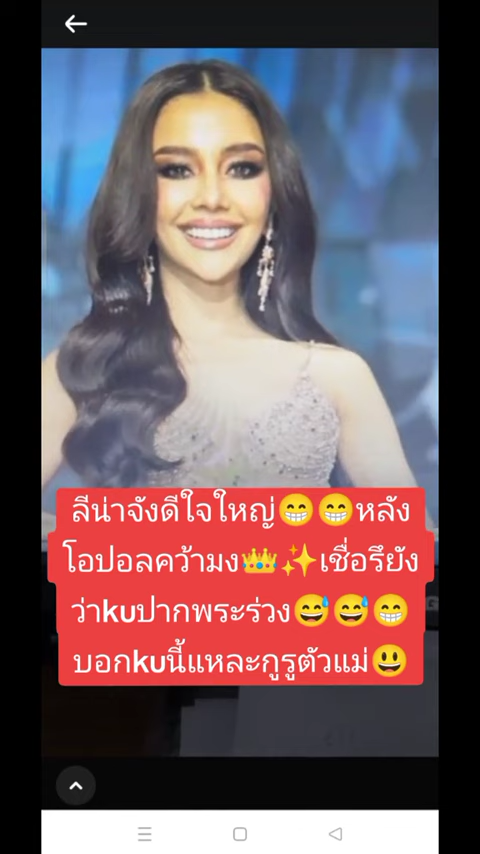 ลีน่าจังดีใจใหญ่😁😁หลัง
โอปอลคว้ามง👑✨เชื่อรึยัง
ว่าkuปากพระร่วง😅😅😁
บอกkuนี้แหละกูรูตัวแม่😃